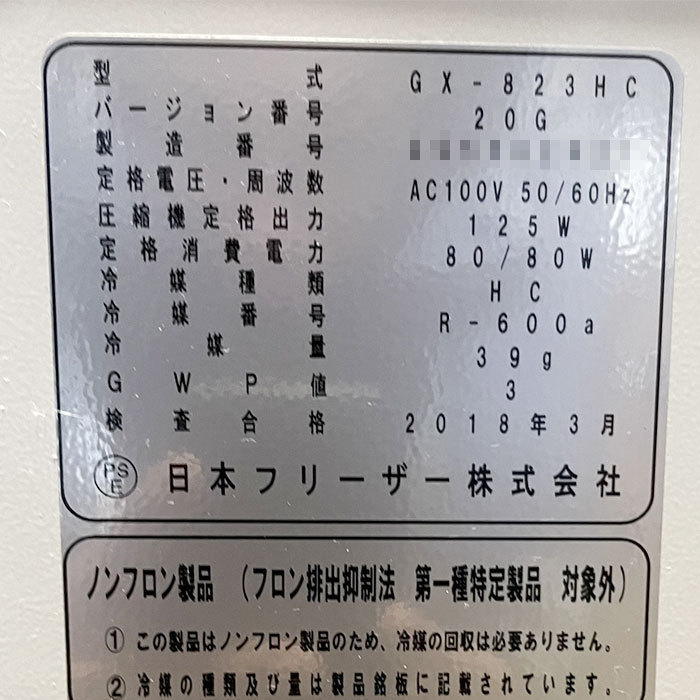 型式 GX-823HC
バージョン番号 20G
製造番号
定格電圧・周波数 AC100V 50/60Hz
圧縮機定格出力 125W
定格消費電力 80/80W
冷媒種類 HC
冷媒番号 R-600a
冷媒量 39g
GWP値 3
検査合格 2018年3月
PSE 日本フリーザー株式会社
ノンフロン製品 (フロン排出抑制法 第一種特定製品 対象外)
① この製品はノンフロン製品のため、冷媒の回収は必要ありません。
② 冷媒の種類及び量は製品銘板に記載されています。